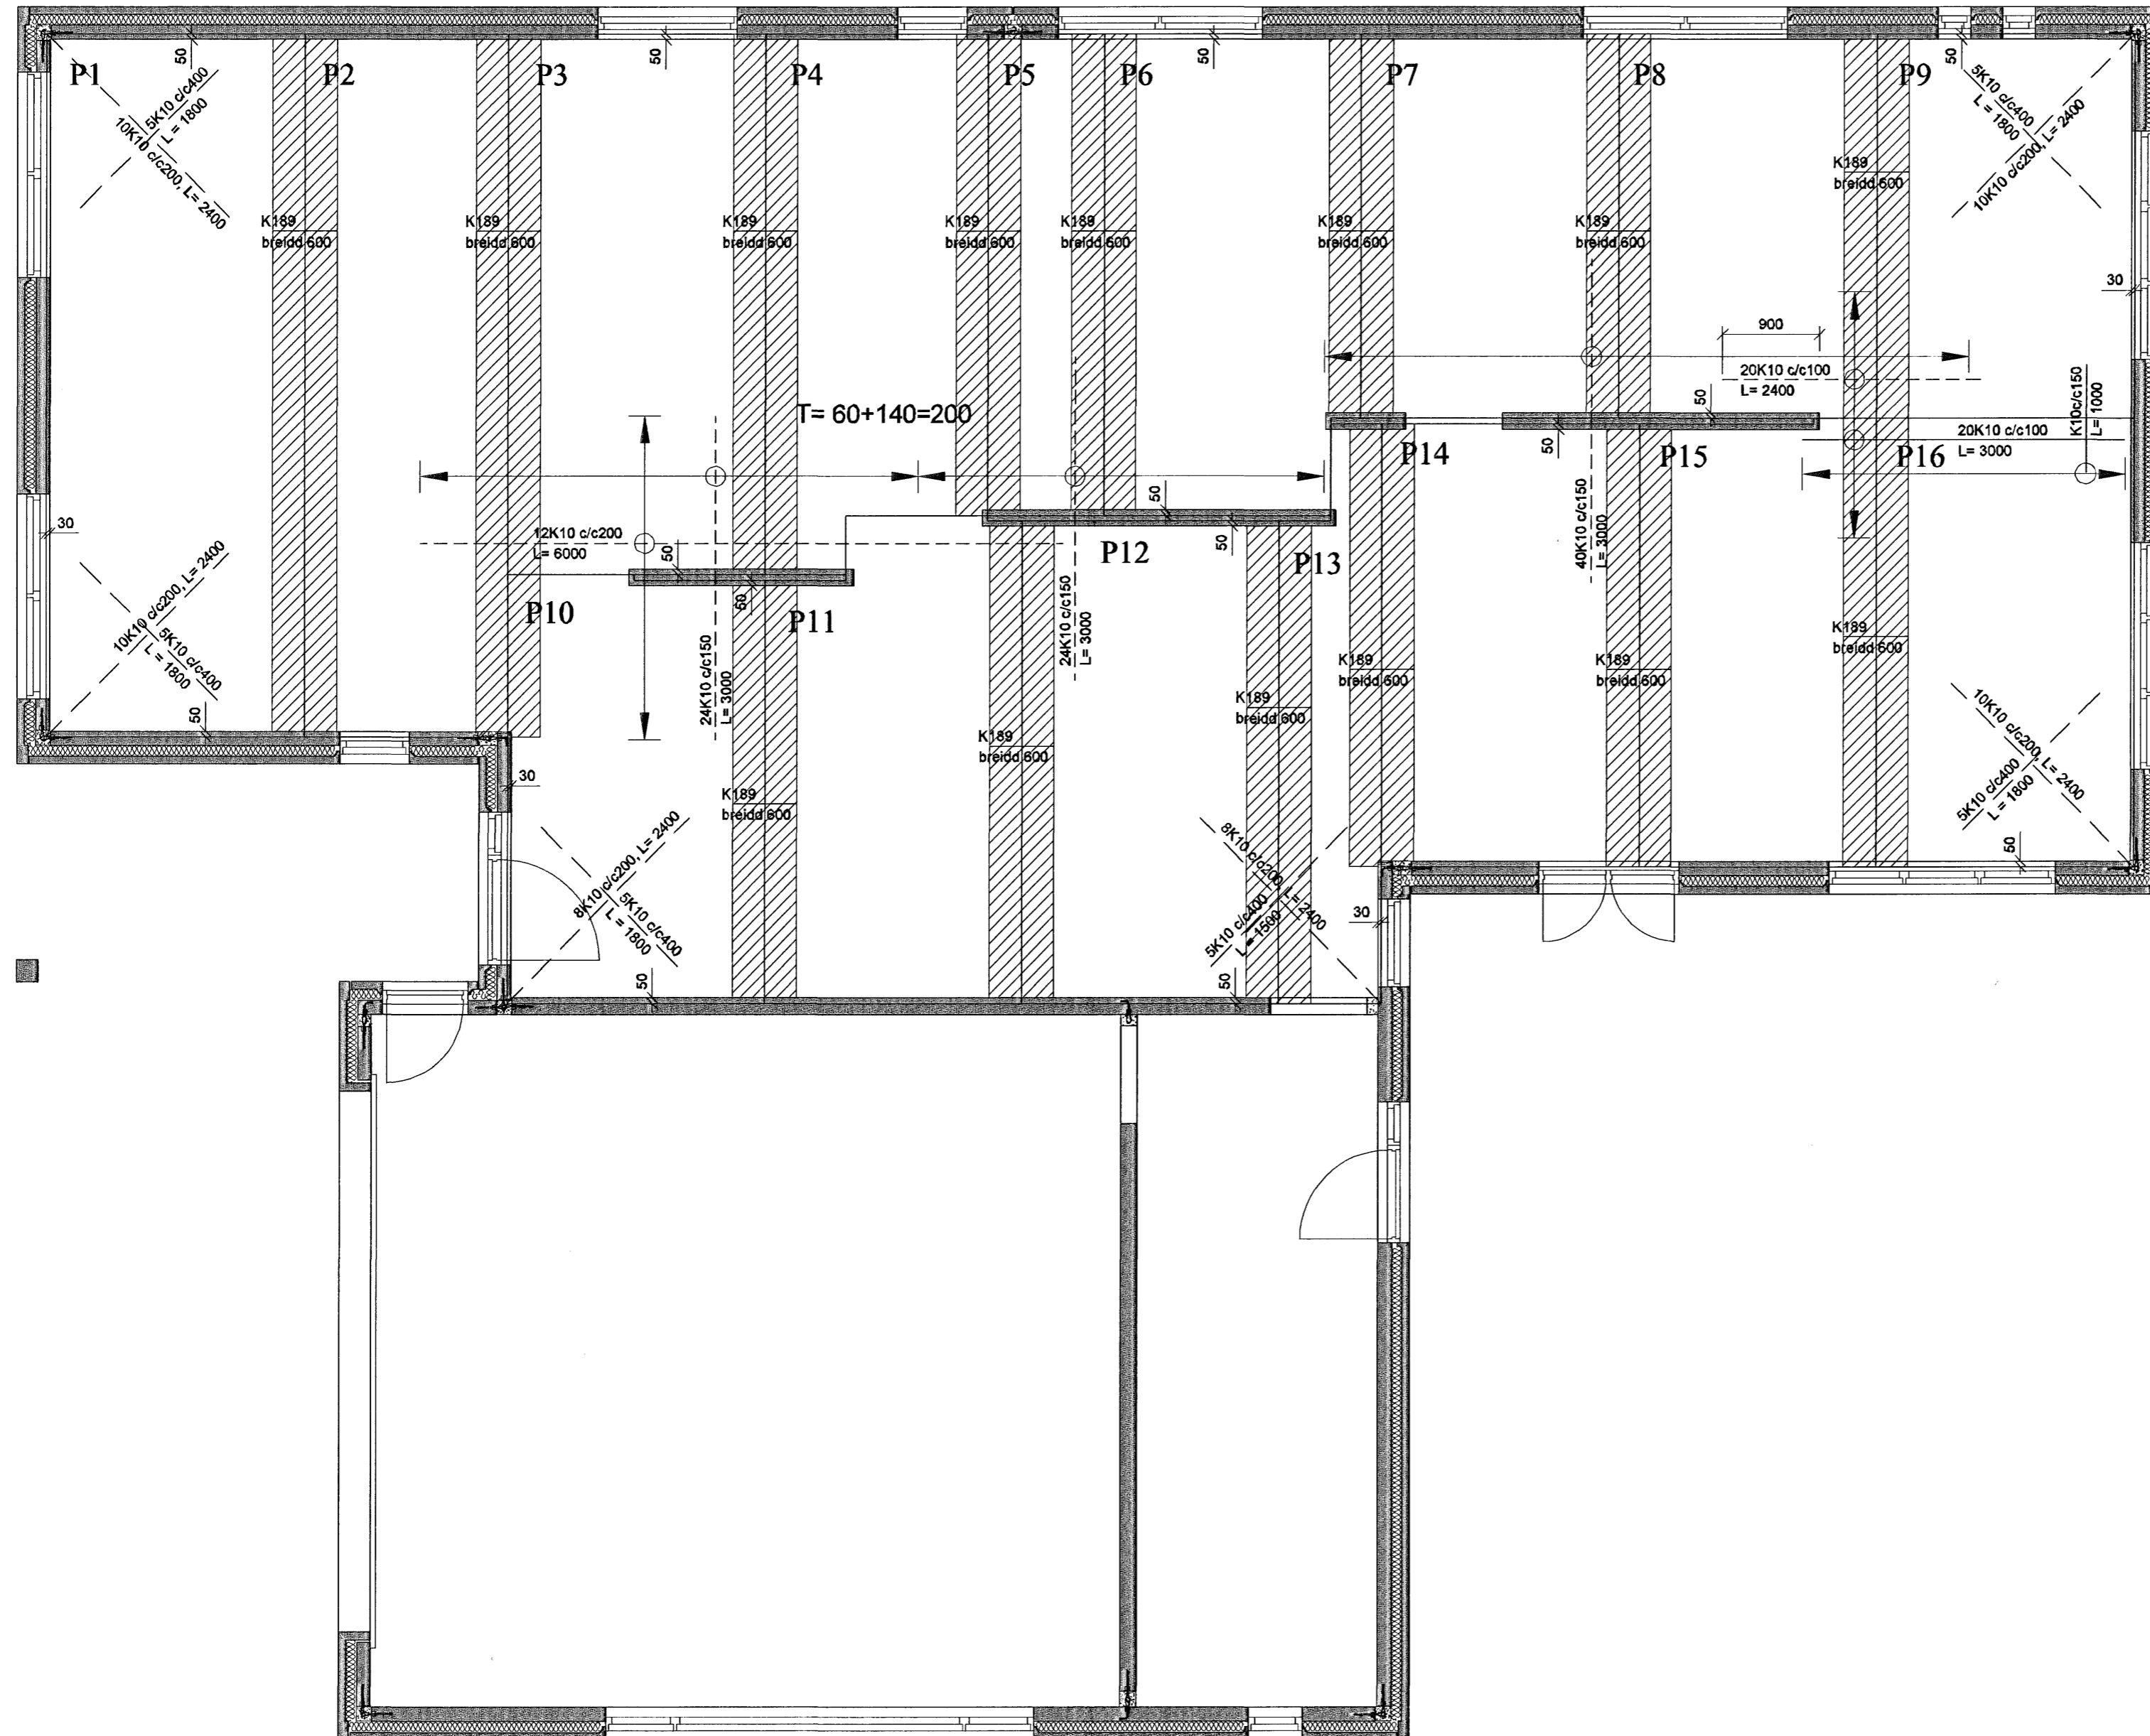 P1
P2
P3
P4
P5
P6
P7
P8
P9
50
50
50
50
5K10 c/c400
L = 1800
10K10 c/c200, L= 2400
5K10 c/c400
L = 1800
10K10 c/c200, L= 2400
K189
breidd 600
K189
breidd 600
K189
breidd 600
K189
breidd 600
K189
breidd 600
K189
breidd 600
K189
breidd 600
K189
breidd 600
30
900
20K10 c/c100
L= 2400
T= 60+140=200
50
50
K10c/c150
L=1000
20K10 c/c100
L= 3000
P14
P15
P16
30
12K10 c/c200
L= 6000
50
50
50
50
P12
P13
40K10 c/c150
L= 3000
10K10 c/c200, L= 2400
5K10 c/c400
L = 1800
P10
P11
24K10 c/c150
L= 3000
24K10 c/c150
L= 3000
K189
breidd 600
K189
breidd 600
K189
breidd 600
K189
breidd 600
K189
breidd 600
K189
breidd 600
50
30
10K10 c/c200, L= 2400
5K10 c/c400
L = 1800
50
8K10 c/c200, L= 2400
5K10 c/c400
L = 1800
8K10 c/c200, L= 2400
5K10 c/c400
L = 1500
30
50
50